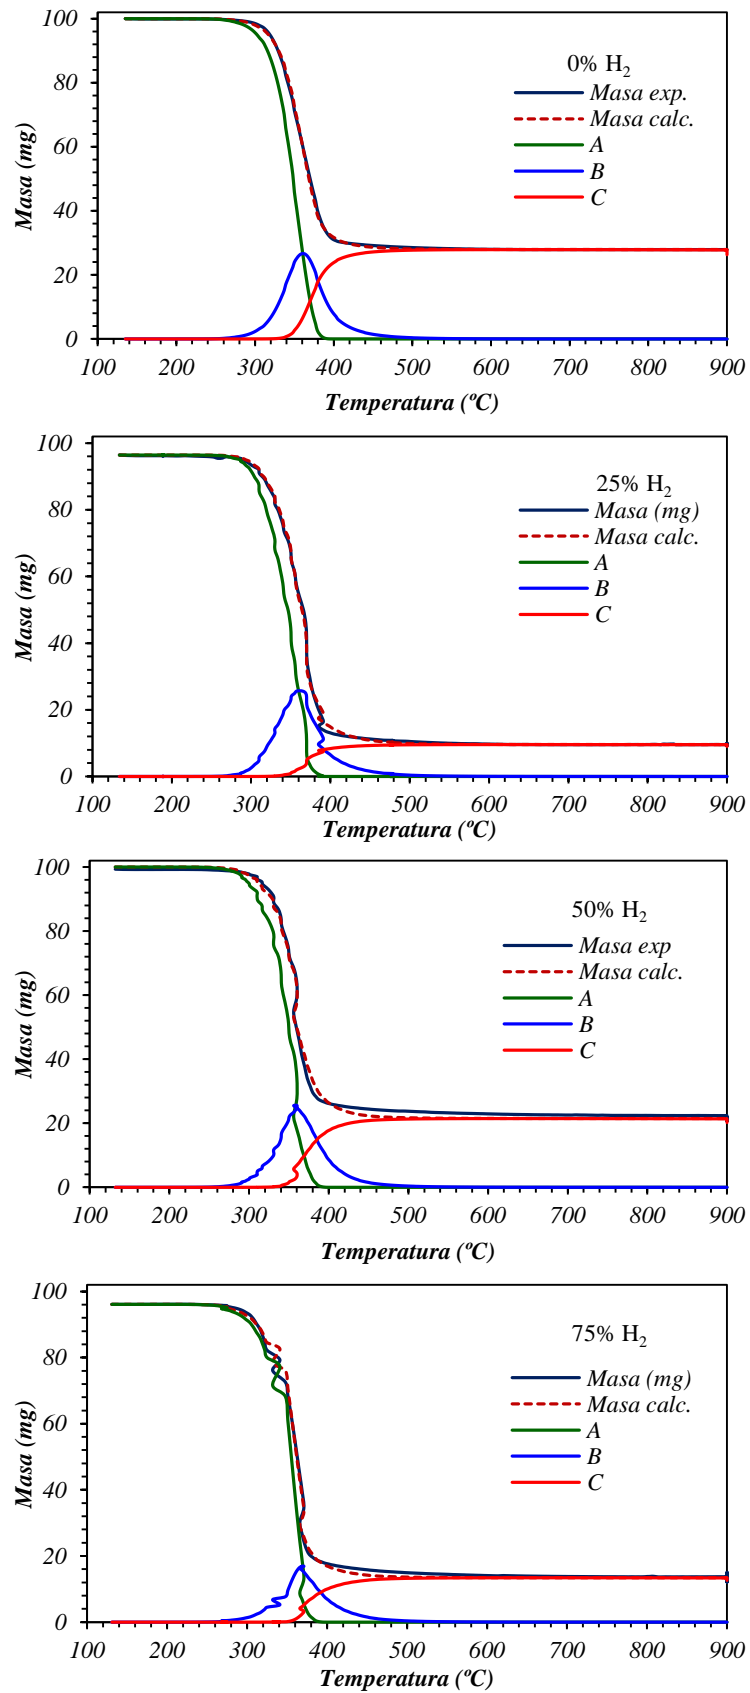 100
80
60
40
20
0
Masa (mg)
0% H₂
Masa exp.
Masa calc.
A
B
C
100 200 300 400 500 600 700 800 900
Temperatura (ºC)
100
80
60
40
20
0
Masa (mg)
25% H₂
Masa (mg)
Masa calc.
A
B
C
100 200 300 400 500 600 700 800 900
Temperatura (ºC)
100
80
60
40
20
0
Masa (mg)
50% H₂
Masa exp
Masa calc.
A
B
C
100 200 300 400 500 600 700 800 900
Temperatura (ºC)
100
80
60
40
20
0
Masa (mg)
75% H₂
Masa (mg)
Masa calc.
A
B
C
100 200 300 400 500 600 700 800 900
Temperatura (ºC)